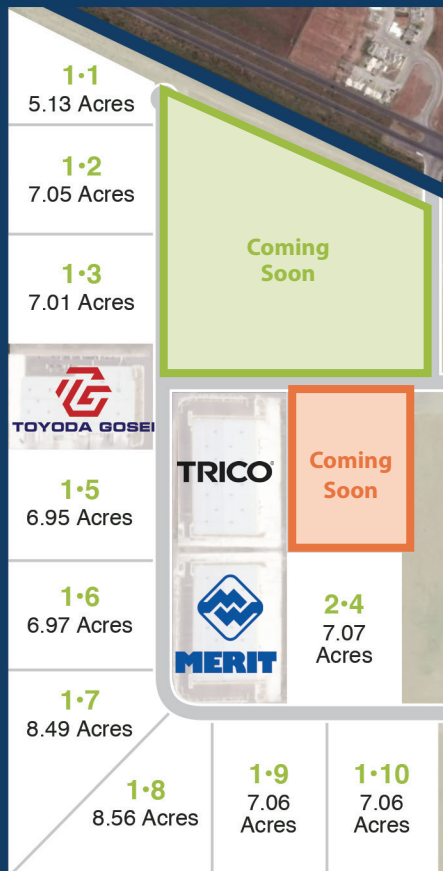 1•1
5.13 Acres
1•2
7.05 Acres
1•3
7.01 Acres
Coming
Soon
TG
TOYODA GOSEI
TRICO
Coming
Soon
1•5
6.95 Acres
1•6
6.97 Acres
MERIT
2•4
7.07
Acres
1•7
8.49 Acres
1•8
8.56 Acres
1•9
7.06
Acres
1•10
7.06
Acres